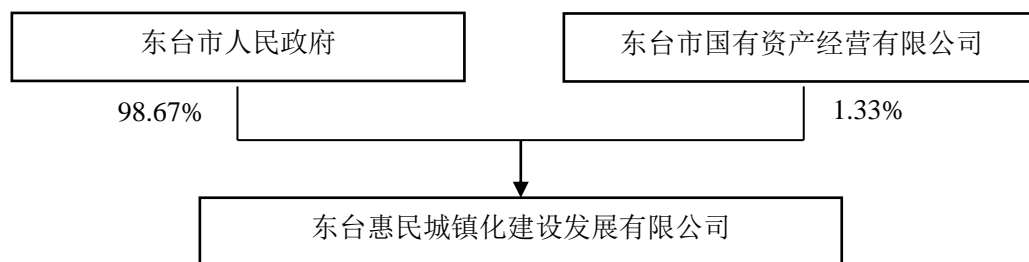 东台市人民政府
东台市国有资产经营有限公司
98.67%
1.33%
东台惠民城镇化建设发展有限公司